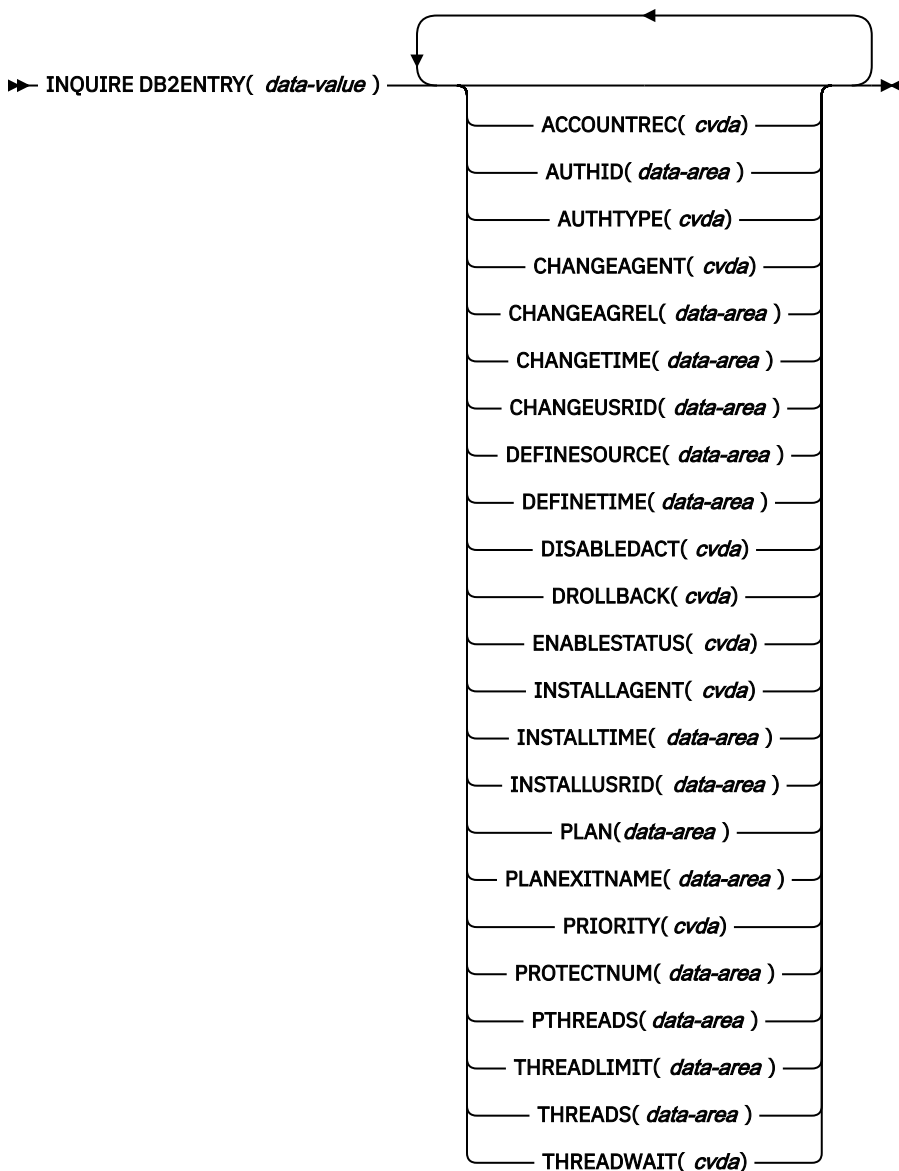 INQUIRE DB2ENTRY( data-value )
ACCOUNTREC( cvda)
AUTHID( data-area )
AUTHTYPE( cvda)
CHANGEAGENT( cvda)
CHANGEAGREL( data-area )
CHANGETIME( data-area )
CHANGEUSRID( data-area )
DEFINESOURCE( data-area )
DEFINETIME( data-area )
DISABLEDACT( cvda)
DROLLBACK( cvda)
ENABLESTATUS( cvda)
INSTALLAGENT( cvda)
INSTALLTIME( data-area )
INSTALLUSRID( data-area )
PLAN( data-area )
PLANEXITNAME( data-area )
PRIORITY( cvda)
PROTECTNUM( data-area )
PTHREADS( data-area )
THREADLIMIT( data-area )
THREADS( data-area )
THREADWAIT( cvda)